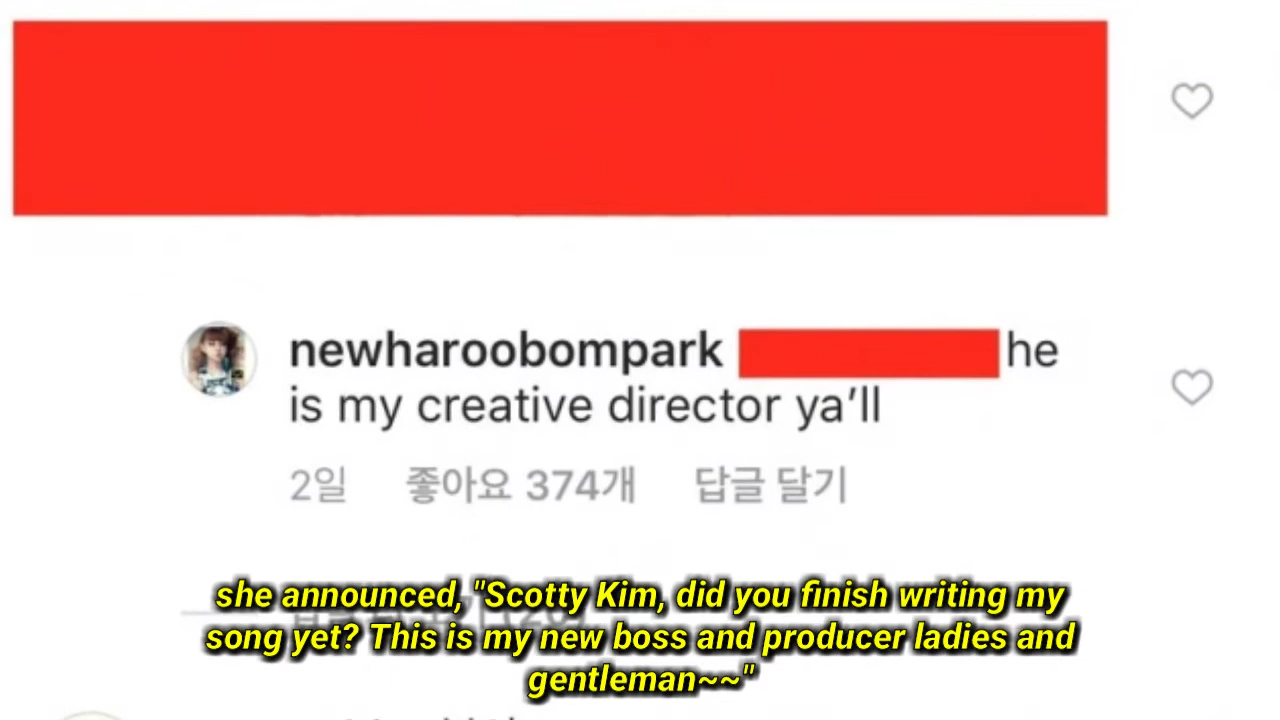 newharoobompark he
is my creative director ya'll
2일 좋아요 374개 답글 달기
she announced, "Scotty Kim, did you finish writing my
song yet? This is my new boss and producer ladies and
gentleman~~"